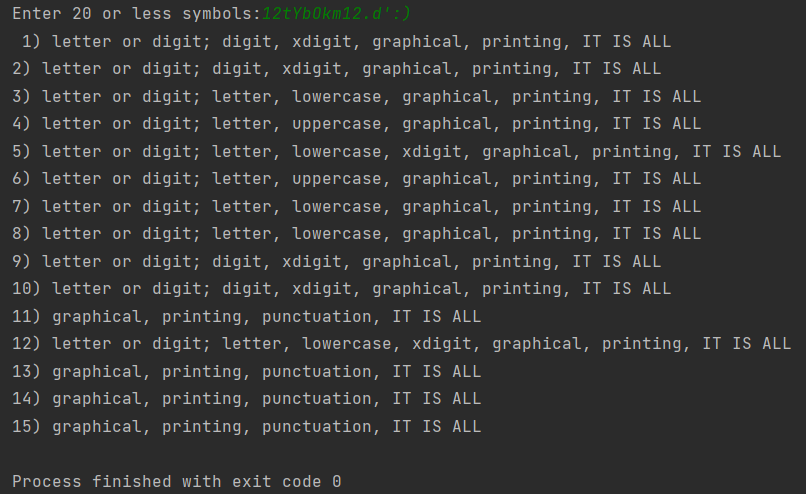 Enter 20 or less symbols:12tYbOkm12.d':)
1) letter or digit; digit, xdigit, graphical, printing, IT IS ALL
2) letter or digit; digit, xdigit, graphical, printing, IT IS ALL
3) letter or digit; letter, lowercase, graphical, printing, IT IS ALL
4) letter or digit; letter, uppercase, graphical, printing, IT IS ALL
5) letter or digit; letter, lowercase, xdigit, graphical, printing, IT IS ALL
6) letter or digit; letter, uppercase, graphical, printing, IT IS ALL
7) letter or digit; letter, lowercase, graphical, printing, IT IS ALL
8) letter or digit; letter, lowercase, graphical, printing, IT IS ALL
9) letter or digit; digit, xdigit, graphical, printing, IT IS ALL
10) letter or digit; digit, xdigit, graphical, printing, IT IS ALL
11) graphical, printing, punctuation, IT IS ALL
12) letter or digit; letter, lowercase, xdigit, graphical, printing, IT IS ALL
13) graphical, printing, punctuation, IT IS ALL
14) graphical, printing, punctuation, IT IS ALL
15) graphical, printing, punctuation, IT IS ALL
Process finished with exit code 0